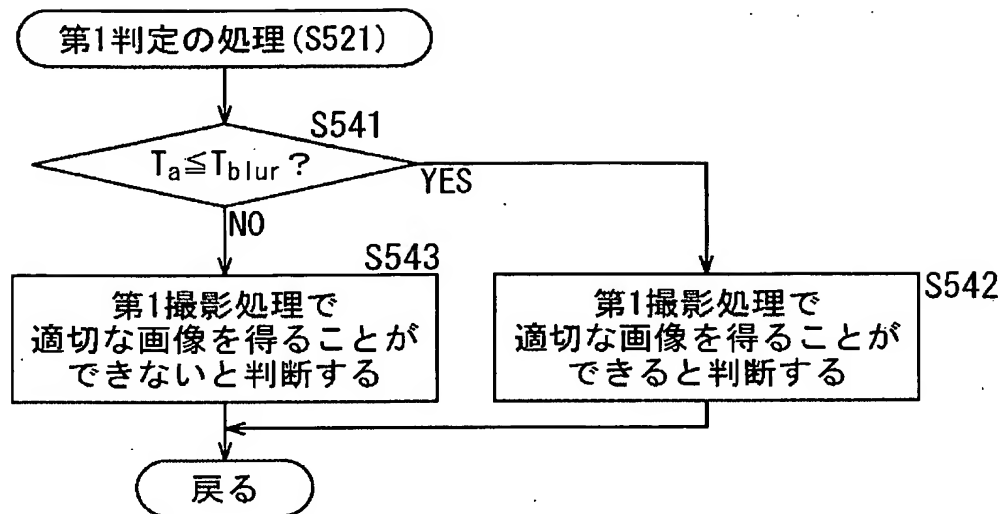 第1判定の処理(S521)
S541
Ta≦Tblur?
YES
NO
S543
第1撮影処理で
適切な画像を得ることが
できないと判断する
S542
第1撮影処理で
適切な画像を得ることが
できると判断する
戻る